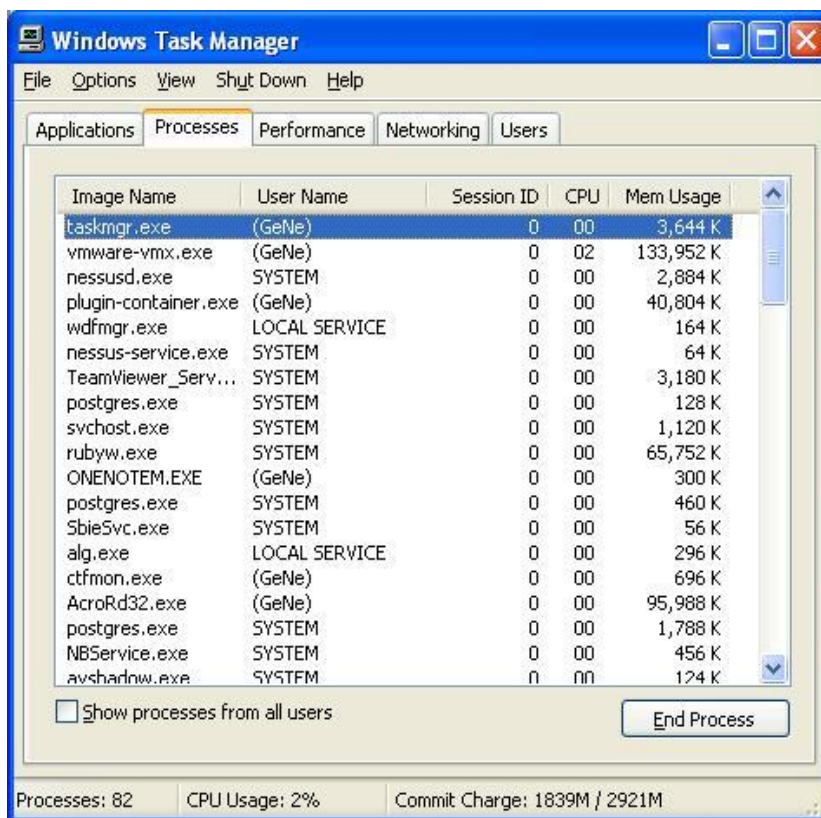 Windows Task Manager
File Options View Shut Down Help
Applications Processes Performance Networking Users
Image Name User Name Session ID CPU Mem Usage
taskmgr.exe (GeNe) 0 00 3,644 K
vmware-vmx.exe (GeNe) 0 02 133,952 K
nessusd.exe SYSTEM 0 00 2,884 K
plugin-container.exe (GeNe) 0 00 40,804 K
wdfmgr.exe LOCAL SERVICE 0 00 164 K
nessus-service.exe SYSTEM 0 00 64 K
TeamViewer_Serv... SYSTEM 0 00 3,180 K
postgres.exe SYSTEM 0 00 128 K
svchost.exe SYSTEM 0 00 1,120 K
rubyw.exe SYSTEM 0 00 65,752 K
ONENOTEM.EXE (GeNe) 0 00 300 K
postgres.exe SYSTEM 0 00 460 K
SbieSvc.exe SYSTEM 0 00 56 K
alg.exe LOCAL SERVICE 0 00 296 K
ctfmon.exe (GeNe) 0 00 696 K
AcroRd32.exe (GeNe) 0 00 95,988 K
postgres.exe SYSTEM 0 00 1,788 K
NBService.exe SYSTEM 0 00 456 K
avshadow.exe SYSTEM 0 00 124 K
Show processes from all users
End Process
Processes: 82 CPU Usage: 2% Commit Charge: 1839M / 2921M